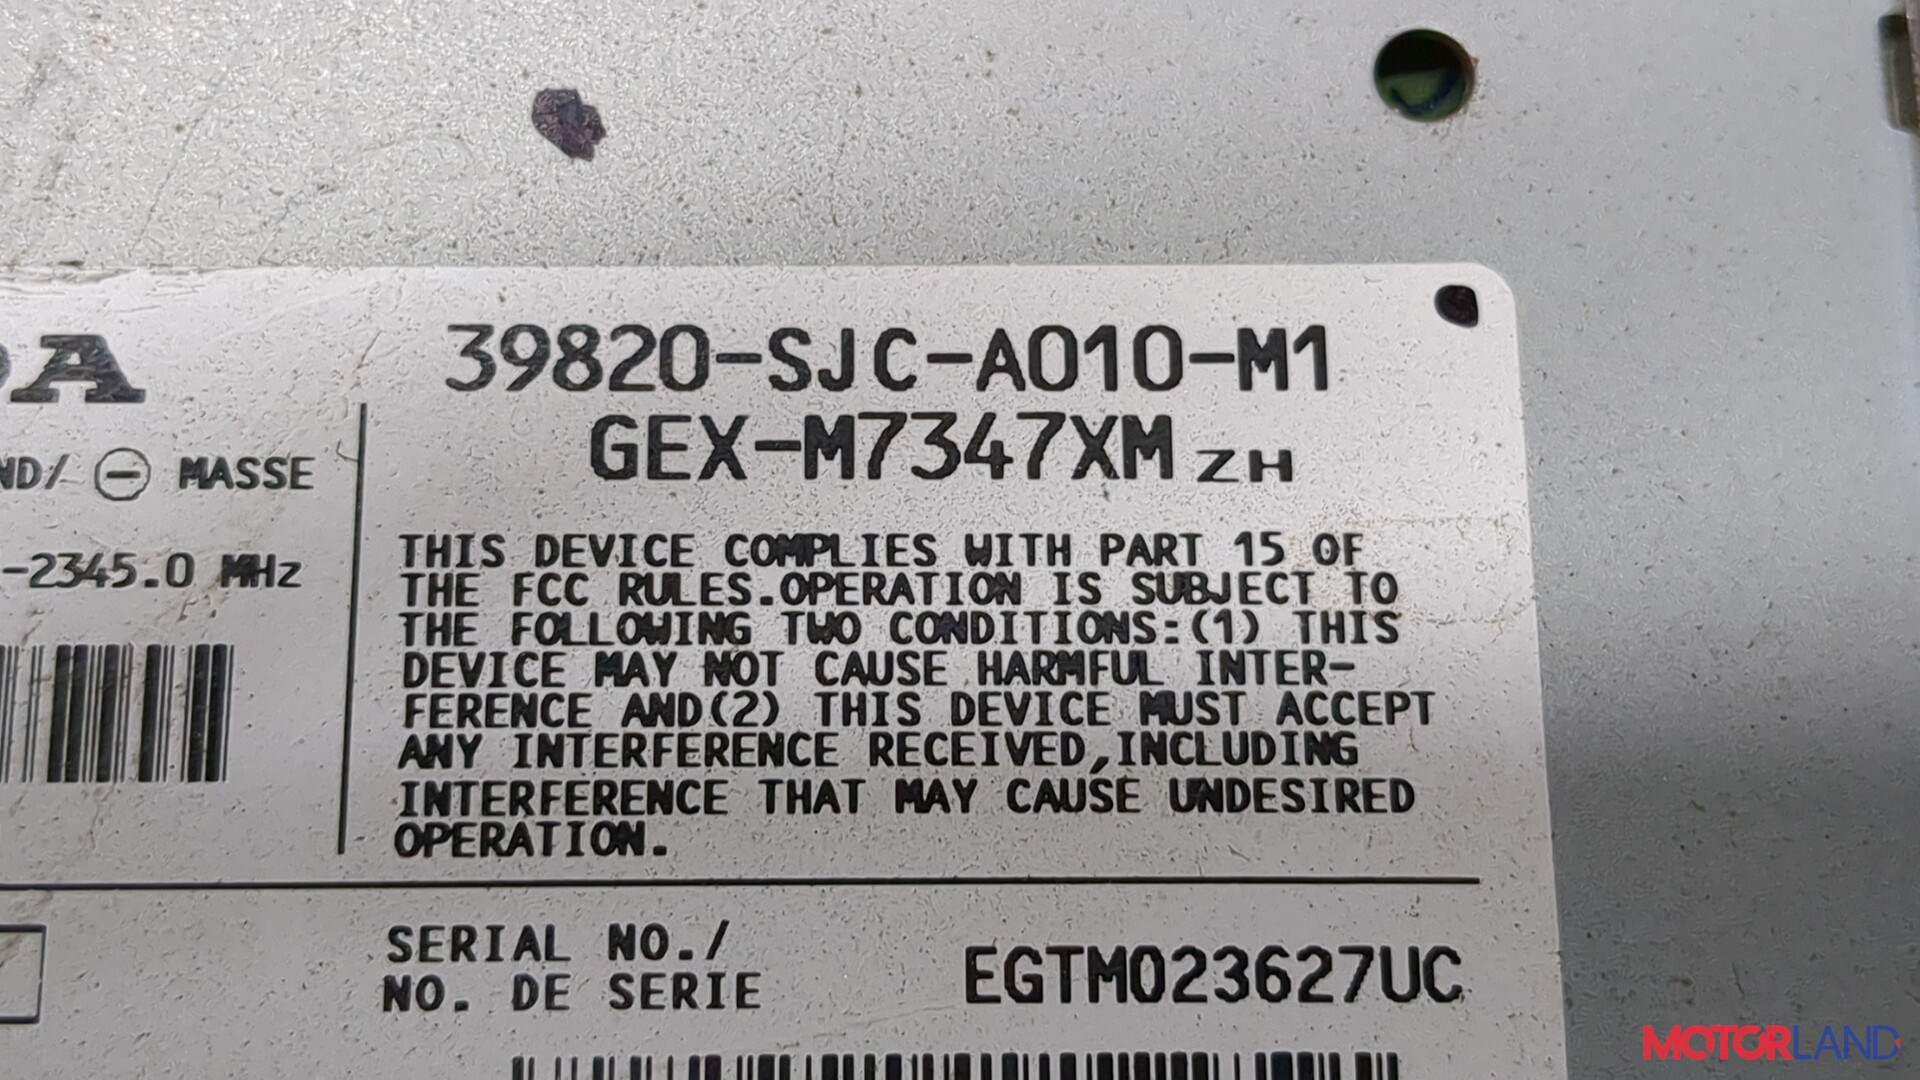 DA
39820-SJC-A010-M1
GEX-M7347XM ZH
ND/ ⊖ MASSE
-2345.0 MHz
THIS DEVICE COMPLIES WITH PART 15 OF
THE FCC RULES.OPERATION IS SUBJECT TO
THE FOLLOWING TWO CONDITIONS:(1) THIS
DEVICE MAY NOT CAUSE HARMFUL INTER-
FERENCE AND(2) THIS DEVICE MUST ACCEPT
ANY INTERFERENCE RECEIVED,INCLUDING
INTERFERENCE THAT MAY CAUSE UNDESIRED
OPERATION.
SERIAL NO./
NO. DE SERIE
EGTM023627UC
MOTORLAND